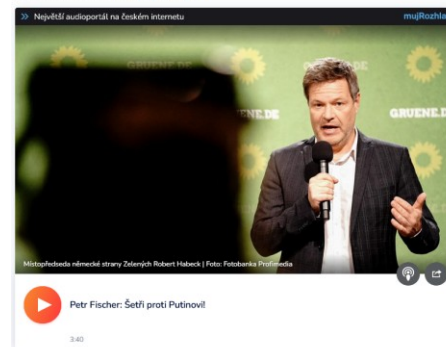 Největší audioportál na českém internetu
mujRozhla
GRUENE.DE
GRUENE.D
Místopředseda německé strany Zelených Robert Habeck | Foto: Fotobanka Profimedia
Petr Fischer: Šetři proti Putinovi!
3:40